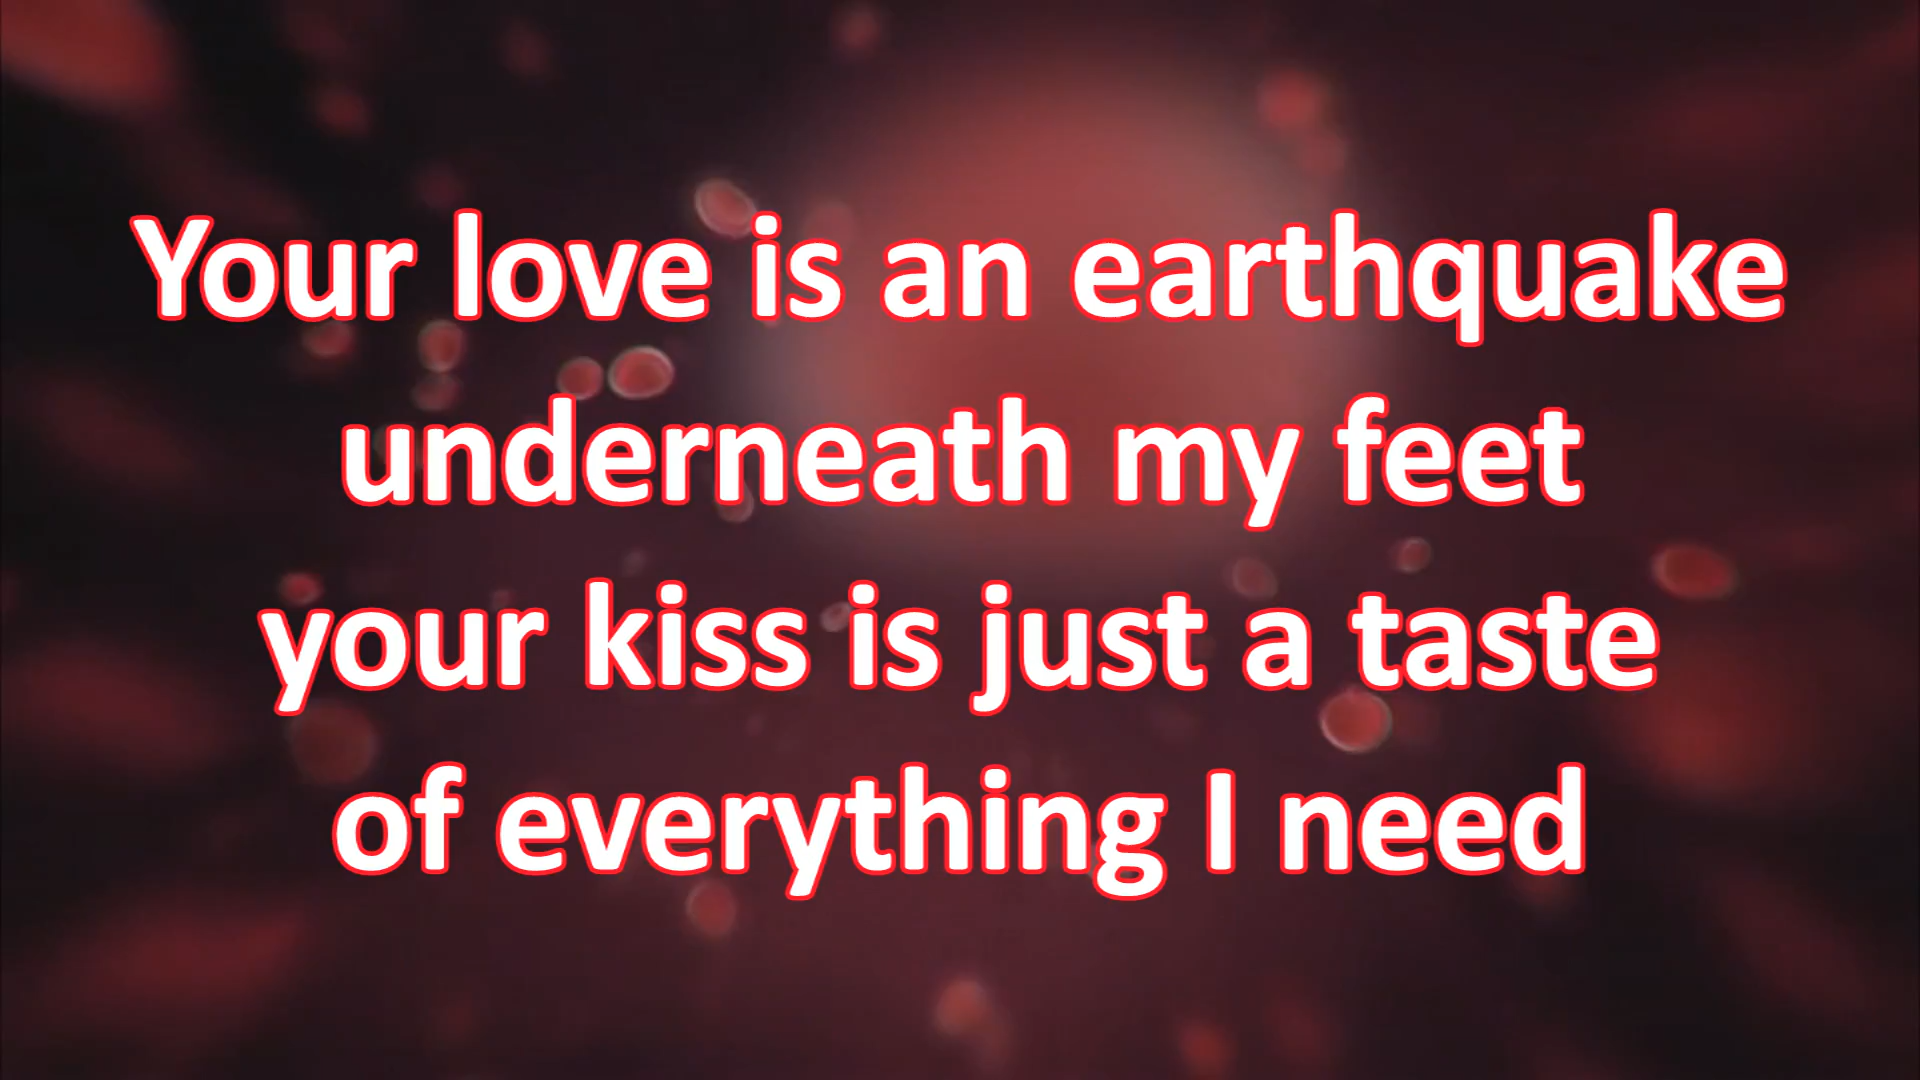 Your love is an earthquake
underneath my feet
your kiss is just a taste
of everything I need